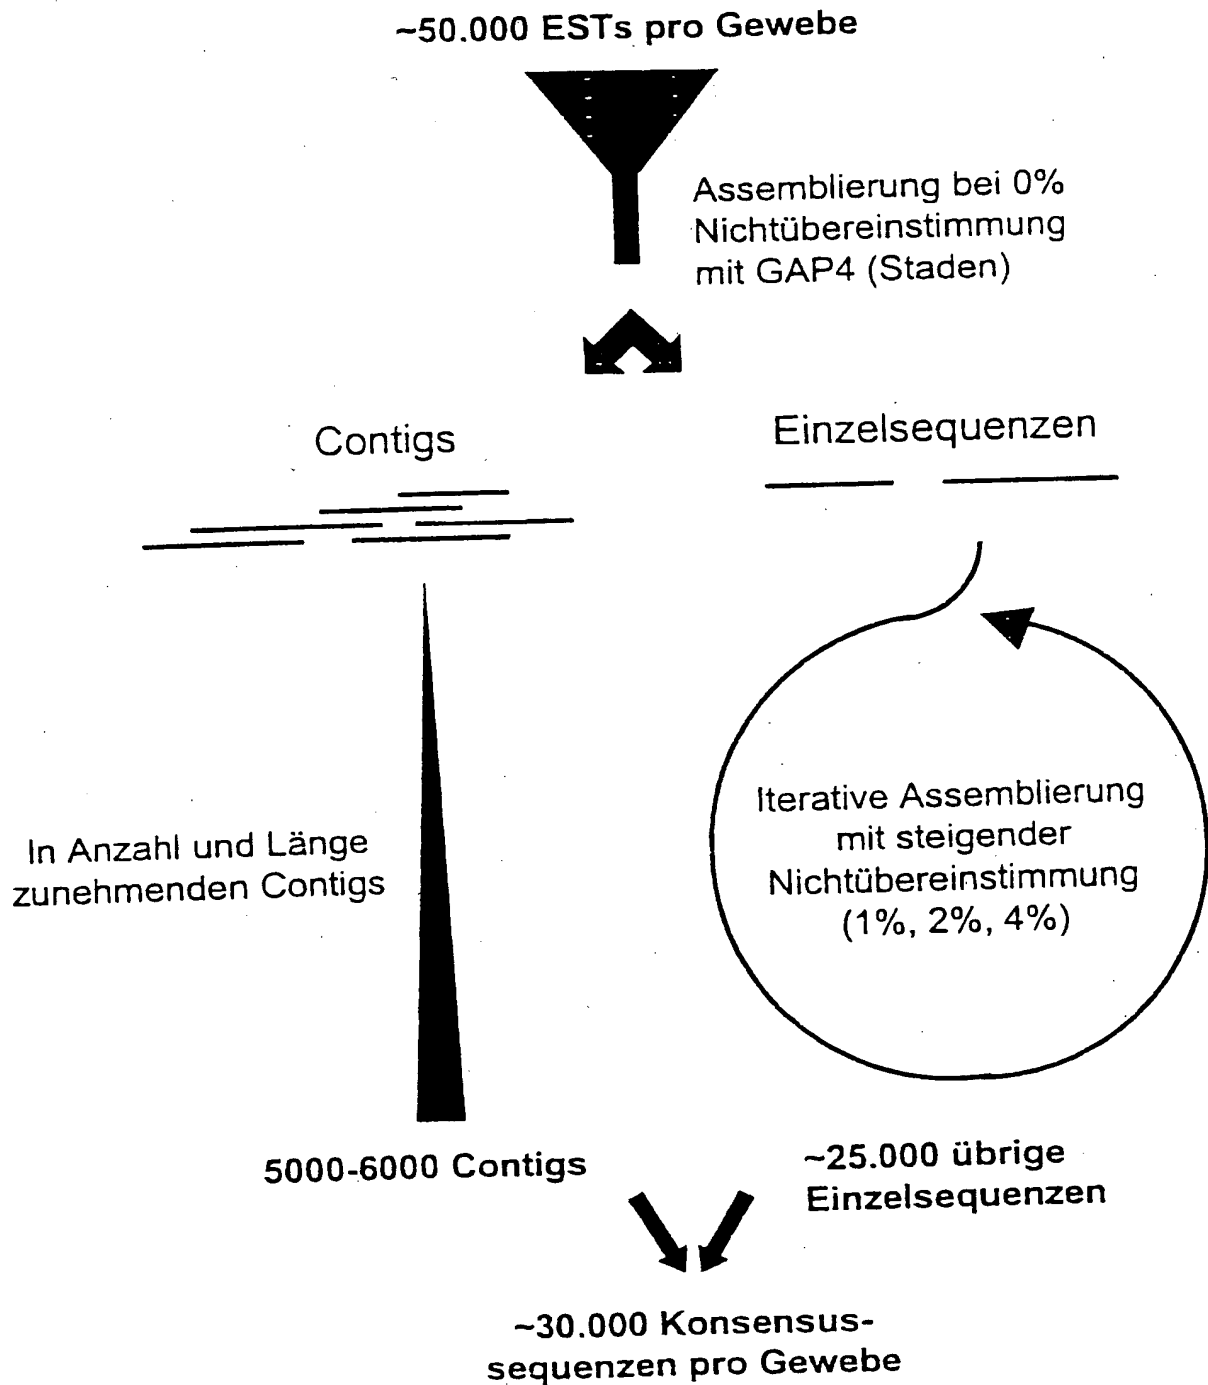 ~50.000 ESTs pro Gewebe
Assemblierung bei 0%
Nichtübereinstimmung
mit GAP4 (Staden)
Contigs
Einzelsequenzen
In Anzahl und Länge
zunehmenden Contigs
Iterative Assemblierung
mit steigender
Nichtübereinstimmung
(1%, 2%, 4%)
5000-6000 Contigs
~25.000 übrige
Einzelsequenzen
~30.000 Konsensus-
sequenzen pro Gewebe